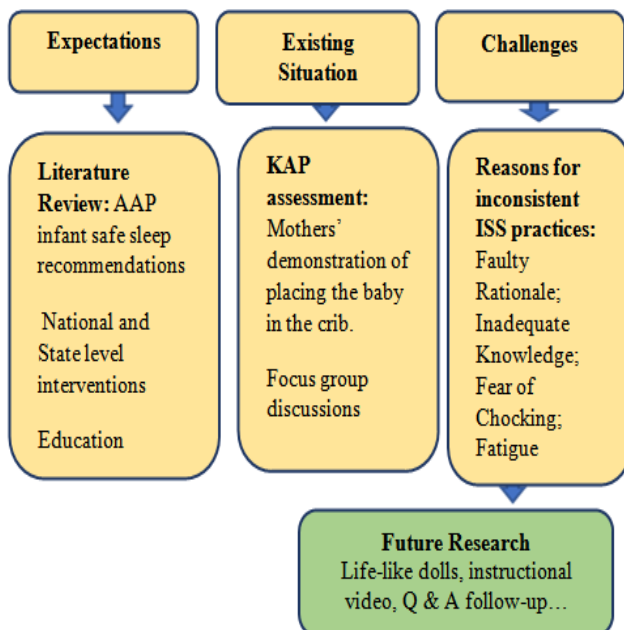 Expectations
Literature
Review: AAP
infant safe sleep
recommendations
National and
State level
interventions
Education
Existing
Situation
KAP
assessment:
Mothers’
demonstration of
placing the baby
in the crib.
Focus group
discussions
Challenges
Reasons for
inconsistent
ISS practices:
Faulty
Rationale;
Inadequate
Knowledge;
Fear of
Chocking;
Fatigue
Future Research
Life-like dolls, instructional
video, Q & A follow-up…